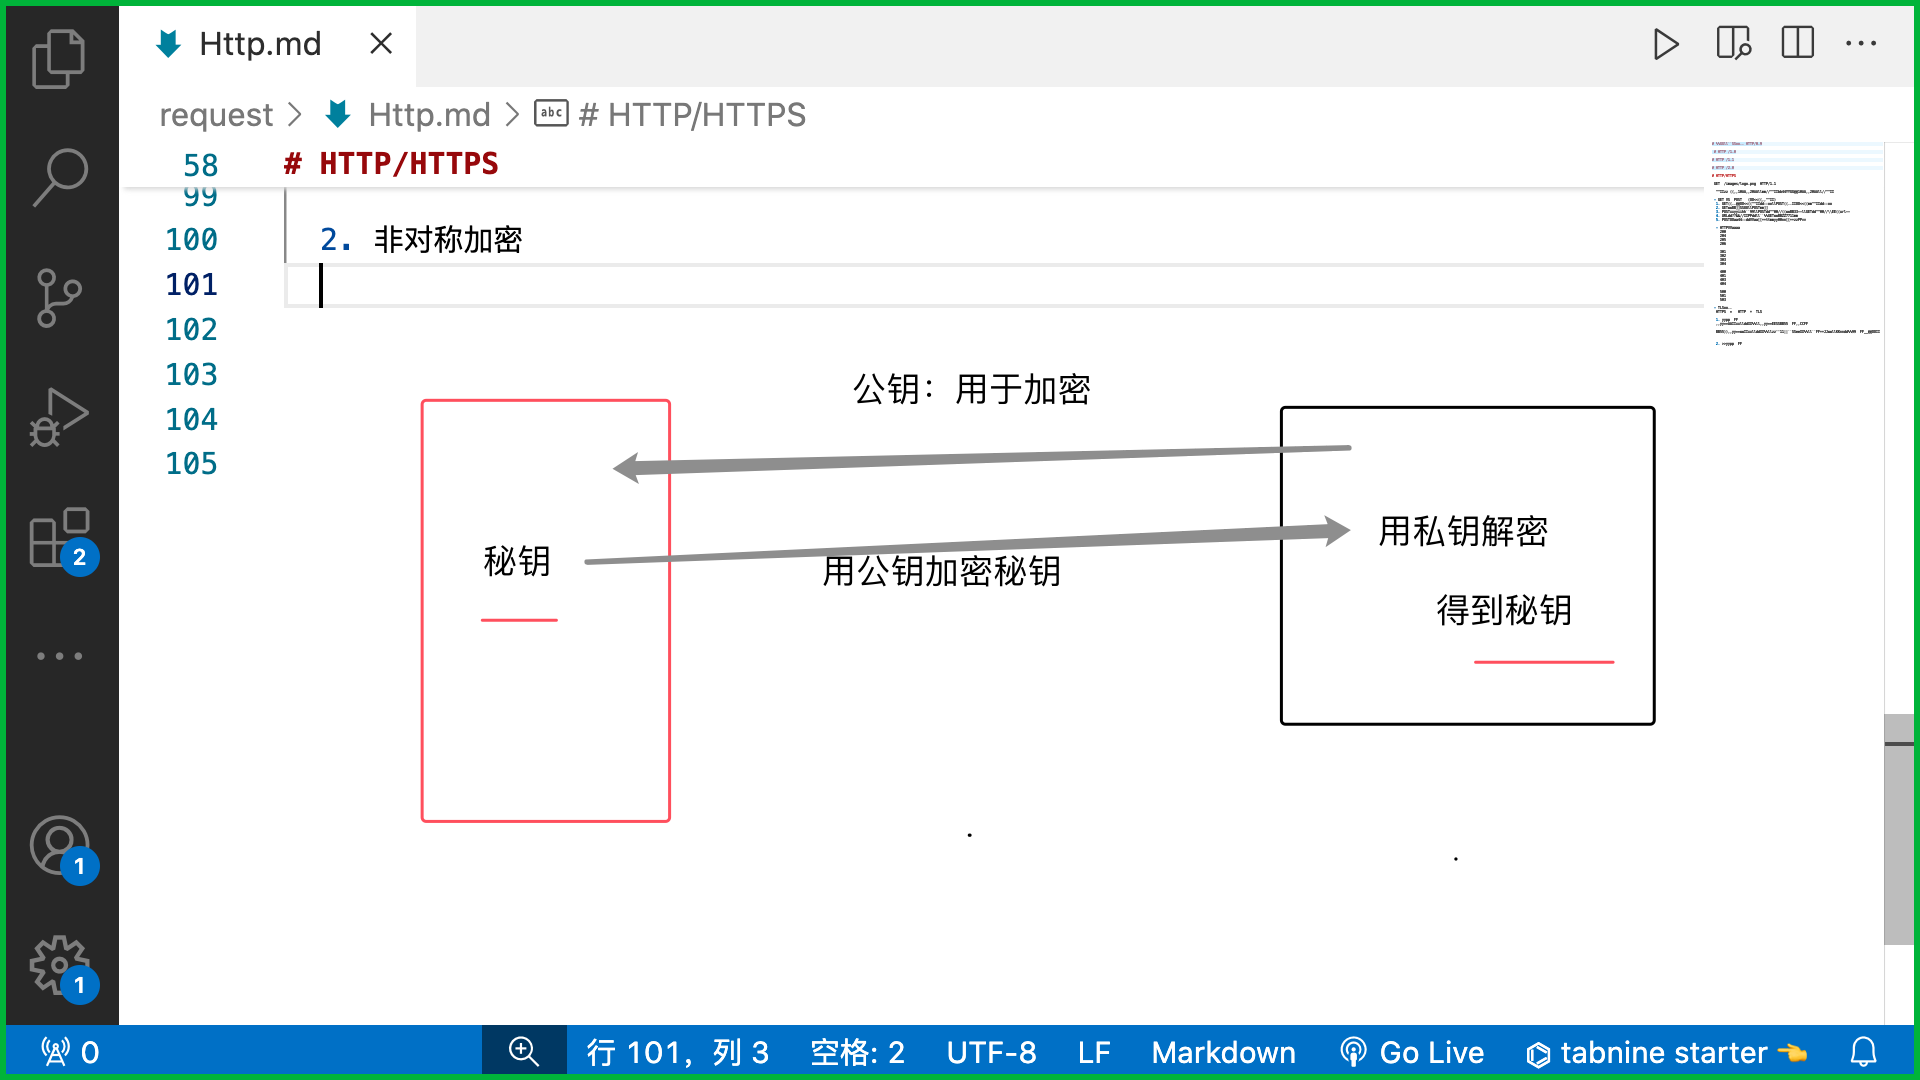 Http.md
request > Http.md > # HTTP/HTTPS
58 # HTTP/HTTPS
99
100 2. 非对称加密
101
102
103
公钥：用于加密
104
105
用私钥解密
秘钥
用公钥加密秘钥
得到秘钥
2
1
1
0 行 101，列 3 空格: 2 UTF-8 LF Markdown Go Live tabnine starter